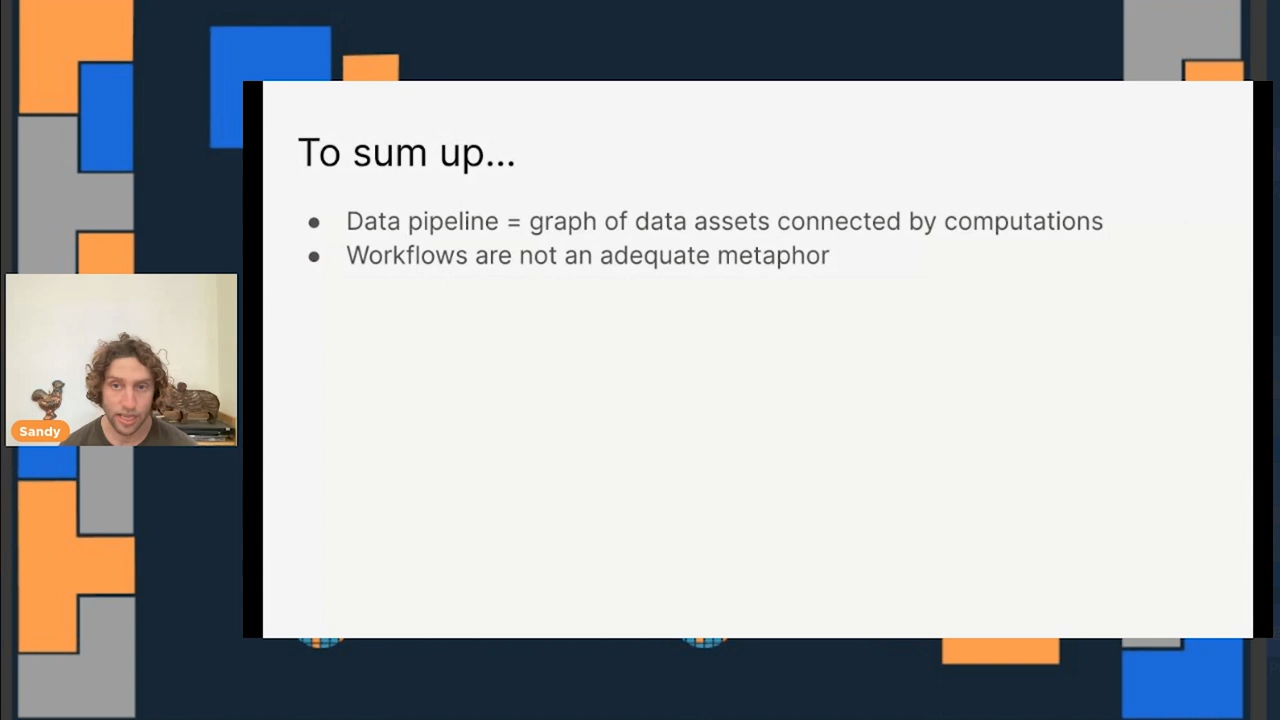 To sum up...
● Data pipeline = graph of data assets connected by computations
● Workflows are not an adequate metaphor
Sandy